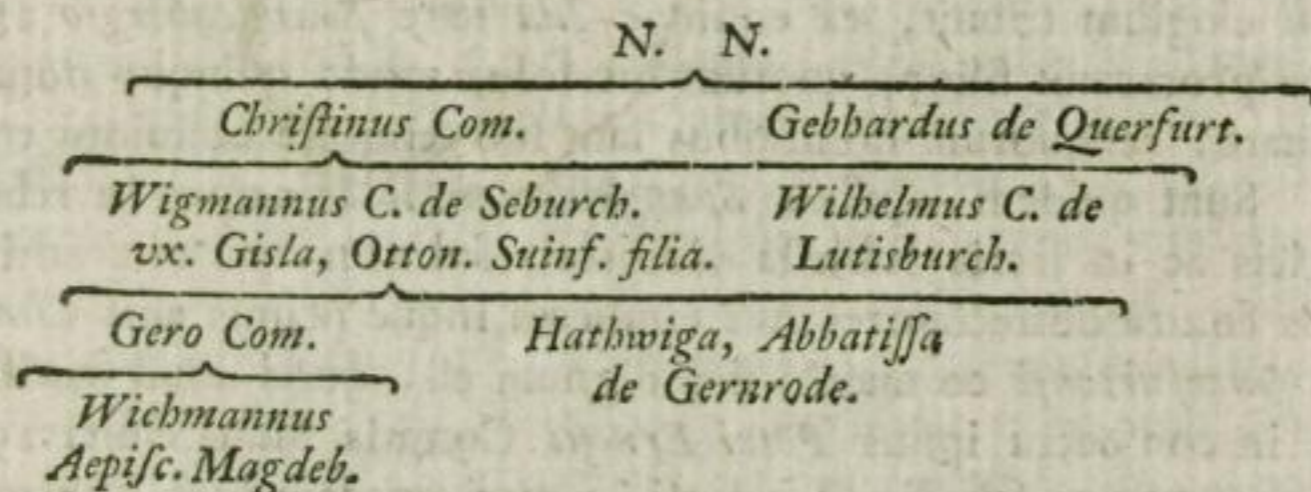 N. N.
Chriſtinus Com. Gebhardus de Querfurt.
Wigmannus C. de Seburch. Wilhelmus C. de
vx. Giſla, Otton. Suinf. filia. Lutisburch.
Gero Com. Hathwiga, Abbatiſſa
de Gernrode.
Wichmannus
Aepiſc. Magdeb.